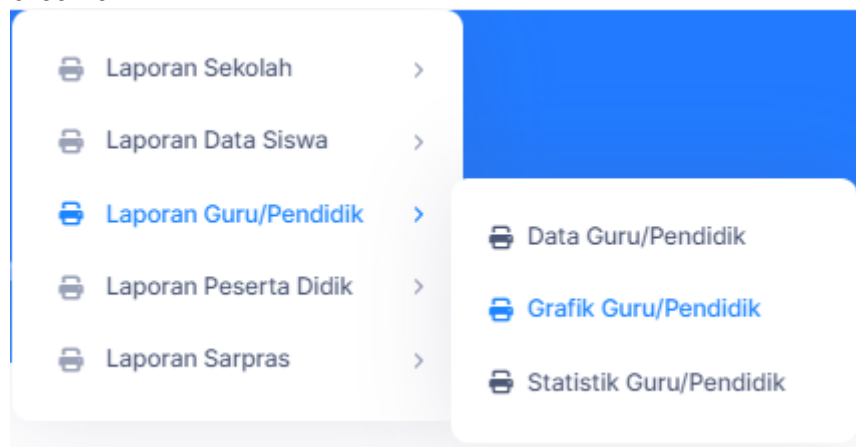 Laporan Sekolah
Laporan Data Siswa
Laporan Guru/Pendidik
Laporan Peserta Didik
Laporan Sarpras
Data Guru/Pendidik
Grafik Guru/Pendidik
Statistik Guru/Pendidik